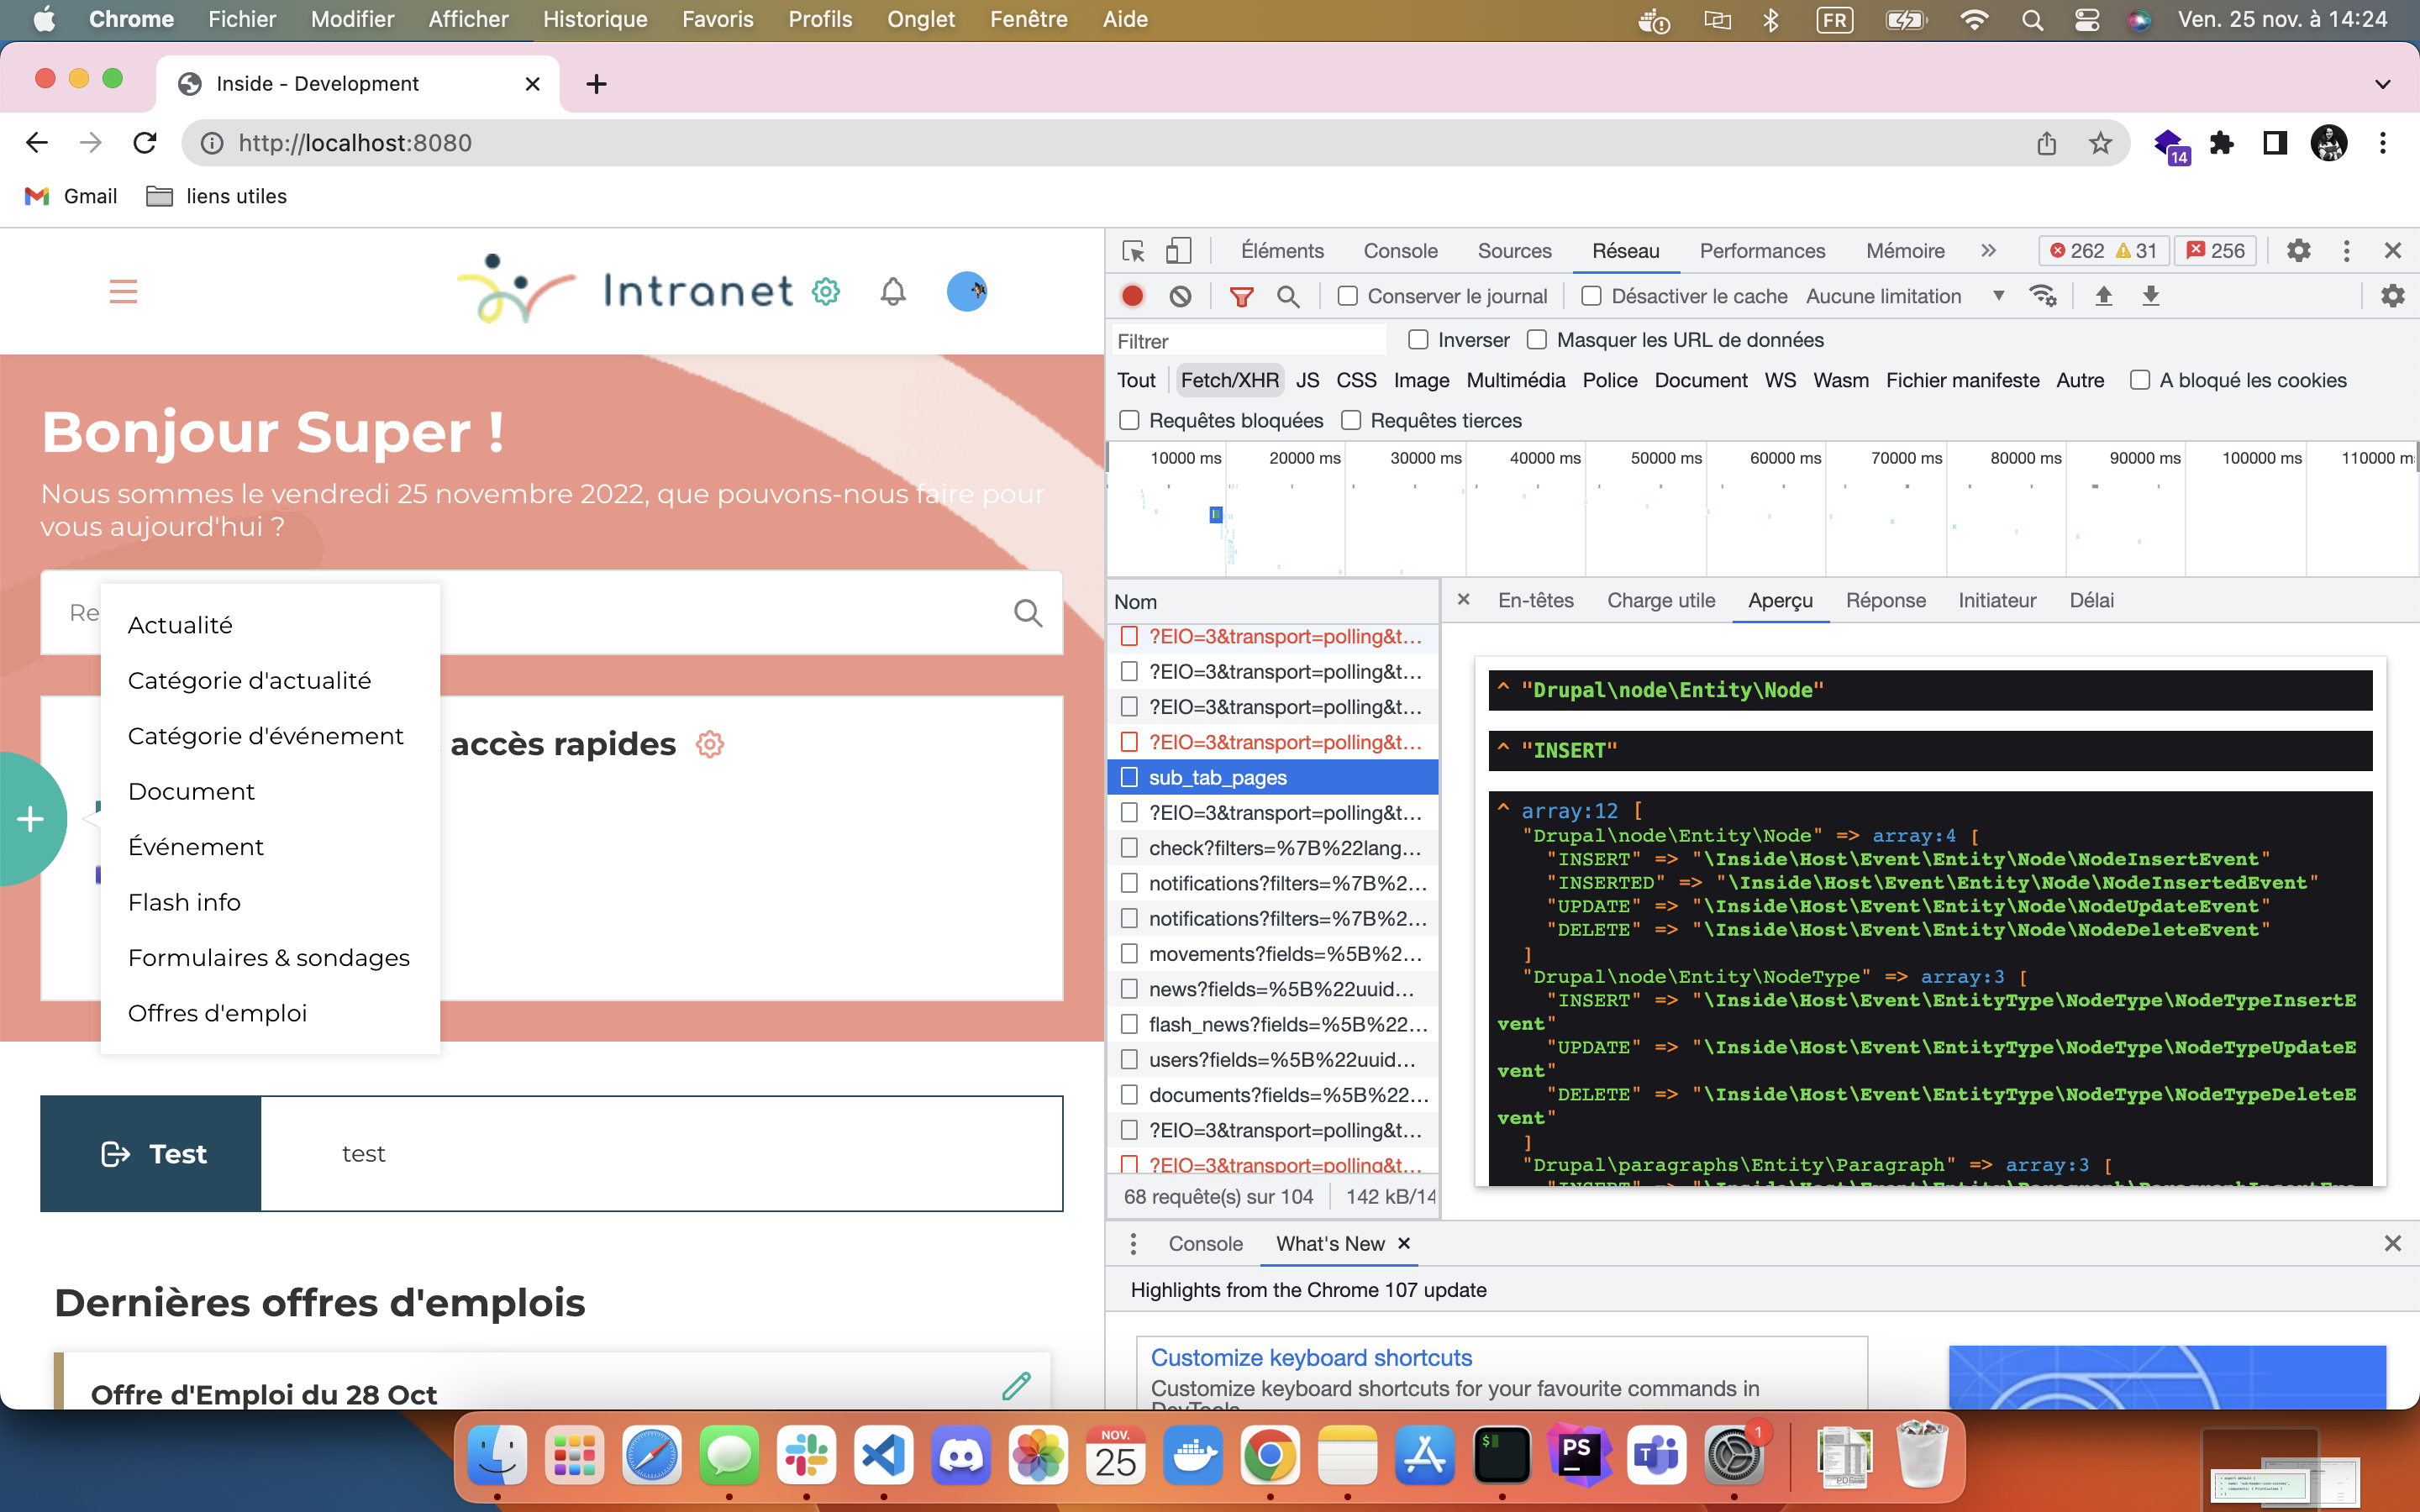 Chrome Fichier Modifier Afficher Historique Favoris Profils Onglet Fenêtre Aide FR Ven. 25 nov. à 14:24
Inside - Development
http://localhost:8080
14
Gmail liens utiles
Intranet
Bonjour Super !
Nous sommes le vendredi 25 novembre 2022, que pouvons-nous faire pour
vous aujourd'hui ?
Re
Actualité
Catégorie d'actualité
Catégorie d'événement
Document
Événement
Flash info
Formulaires & sondages
Offres d'emploi
accès rapides
Test
test
Dernières offres d'emplois
Offre d'Emploi du 28 Oct
Éléments Console Sources Réseau Performances Mémoire 262 31 256
Conserver le journal Désactiver le cache Aucune limitation
Filtrer Inverser Masquer les URL de données
Tout Fetch/XHR JS CSS Image Multimédia Police Document WS Wasm Fichier manifeste Autre A bloqué les cookies
Requêtes bloquées Requêtes tierces
10000 ms 20000 ms 30000 ms 40000 ms 50000 ms 60000 ms 70000 ms 80000 ms 90000 ms 100000 ms 110000 m
Nom
?EIO=3&transport=polling&t…
?EIO=3&transport=polling&t…
?EIO=3&transport=polling&t…
?EIO=3&transport=polling&t…
sub_tab_pages
?EIO=3&transport=polling&t…
check?filters=%7B%22lang…
notifications?filters=%7B%2…
notifications?filters=%7B%2…
movements?fields=%5B%2…
news?fields=%5B%22uuid…
flash_news?fields=%5B%22…
users?fields=%5B%22uuid…
documents?fields=%5B%22…
?EIO=3&transport=polling&t…
?EIO=3&transport=polling&t…
68 requête(s) sur 104 142 kB/14
En-têtes Charge utile Aperçu Réponse Initiateur Délai
^ "Drupal\node\Entity\Node"
^ "INSERT"
^ array:12 [
"Drupal\node\Entity\Node" => array:4 [
"INSERT" => "\Inside\Host\Event\Entity\Node\NodeInsertEvent"
"INSERTED" => "\Inside\Host\Event\Entity\Node\NodeInsertedEvent"
"UPDATE" => "\Inside\Host\Event\Entity\Node\NodeUpdateEvent"
"DELETE" => "\Inside\Host\Event\Entity\Node\NodeDeleteEvent"
]
"Drupal\node\Entity\NodeType" => array:3 [
"INSERT" => "\Inside\Host\Event\EntityType\NodeType\NodeTypeInsertE
vent"
"UPDATE" => "\Inside\Host\Event\EntityType\NodeType\NodeTypeUpdateE
vent"
"DELETE" => "\Inside\Host\Event\EntityType\NodeType\NodeTypeDeleteE
vent"
]
"Drupal\paragraphs\Entity\Paragraph" => array:3 [
Console What's New
Highlights from the Chrome 107 update
Customize keyboard shortcuts
Customize keyboard shortcuts for your favourite commands in
DevTools
NOV.
25
$
PS
T
1
PDF